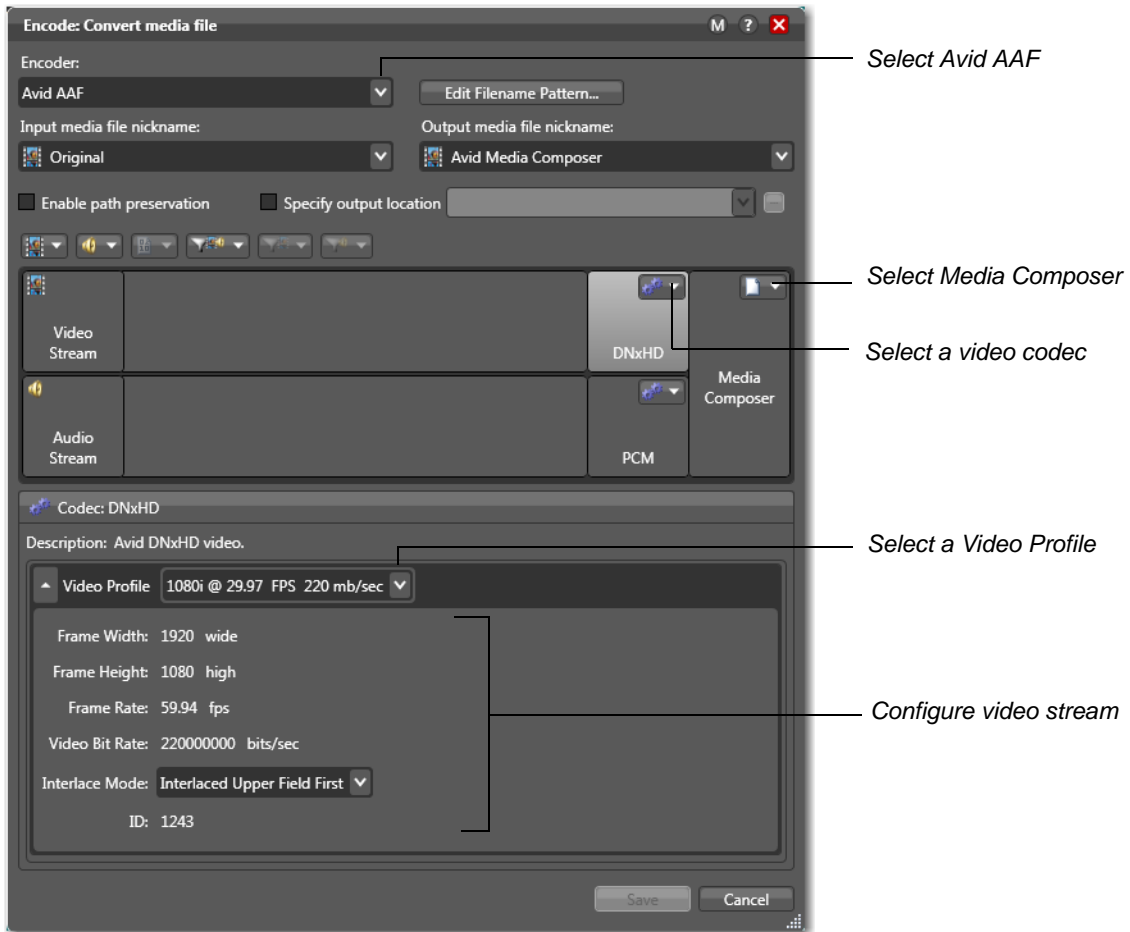 Encode: Convert media file
M ?
Encoder:
Select Avid AAF
Avid AAF
Edit Filename Pattern...
Input media file nickname:
Output media file nickname:
Original
Avid Media Composer
Enable path preservation
Specify output location
Select Media Composer
Video
Stream
DNxHD
Select a video codec
Media
Composer
Audio
Stream
PCM
Codec: DNxHD
Description: Avid DNxHD video.
Select a Video Profile
Video Profile 1080i @ 29.97 FPS 220 mb/sec
Frame Width: 1920 wide
Frame Height: 1080 high
Frame Rate: 59.94 fps
Configure video stream
Video Bit Rate: 220000000 bits/sec
Interlace Mode: Interlaced Upper Field First
ID: 1243
Save
Cancel